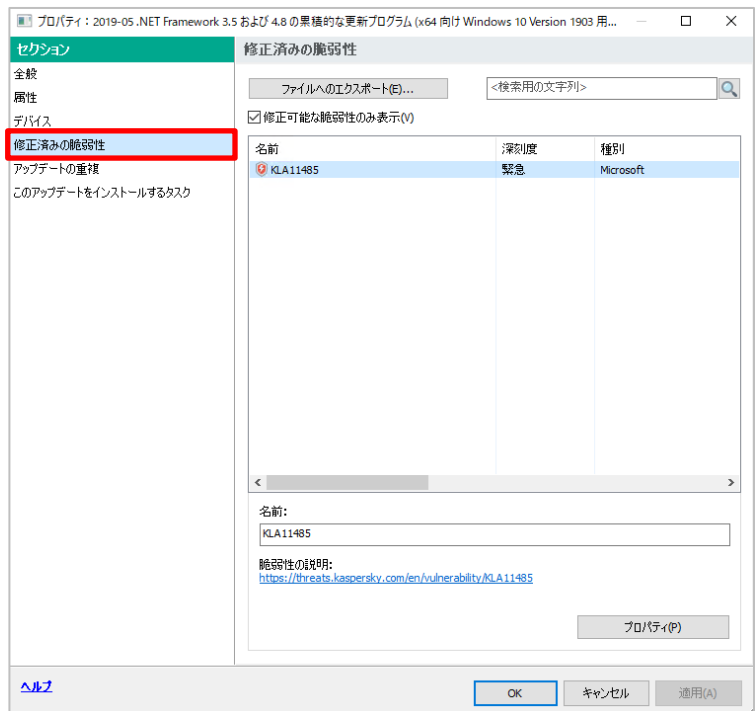 プロパティ：2019-05 .NET Framework 3.5 および 4.8 の累積的な更新プログラム (x64 向け Windows 10 Version 1903 用...
セクション
全般
属性
デバイス
修正済みの脆弱性
アップデートの重複
このアップデートをインストールするタスク
修正済みの脆弱性
ファイルへのエクスポート(E)...
<検索用の文字列>
修正可能な脆弱性のみ表示(V)
名前 深刻度 種別
KLA11485 緊急 Microsoft
名前:
KLA11485
脆弱性の説明:
https://threats.kaspersky.com/en/vulnerability/KLA11485
プロパティ(P)
ヘルプ
OK キャンセル 適用(A)